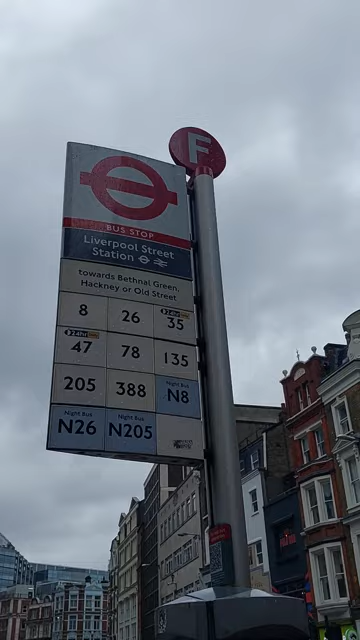 F
BUS STOP
Liverpool Street
Station
towards Bethnal Green,
Hackney or Old Street
8 26 24hr 35
24hr 47 78 135
205 388 Night Bus N8
Night Bus N26 Night Bus N205